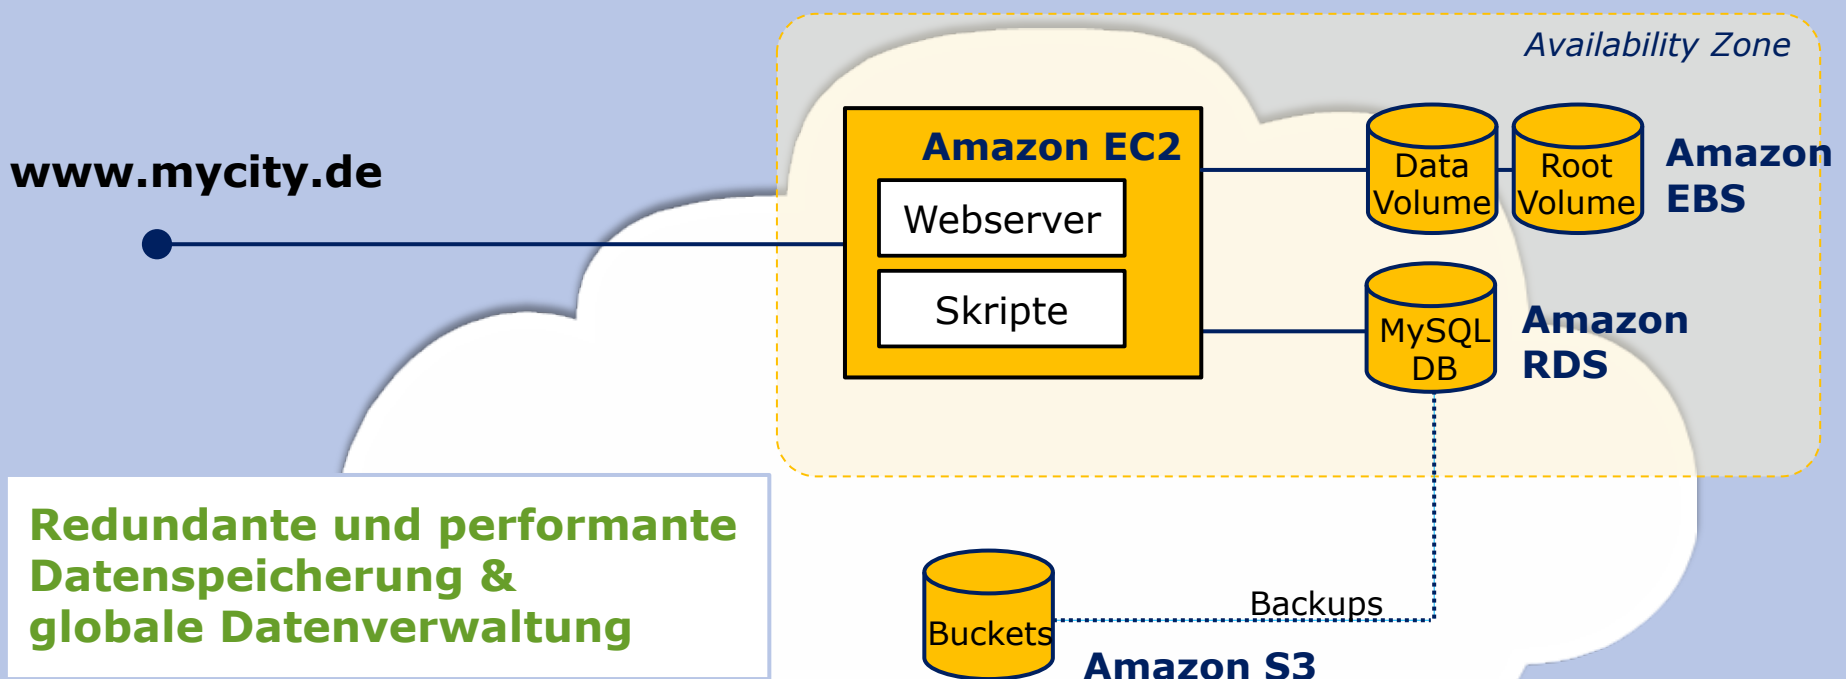 Availability Zone
www.mycity.de
Amazon EC2
Webserver
Skripte
Data
Volume
Root
Volume
Amazon
EBS
MySQL
DB
Amazon
RDS
Redundante und performante
Datenspeicherung &
globale Datenverwaltung
Buckets
Backups
Amazon S3